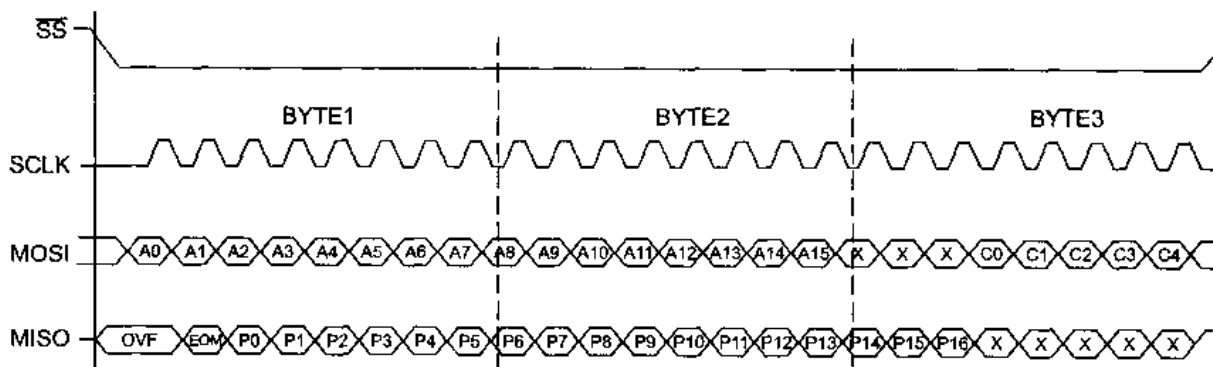 SS
BYTE1 BYTE2 BYTE3
SCLK
MOSI A0 A1 A2 A3 A4 A5 A6 A7 A8 A9 A10 A11 A12 A13 A14 A15 X X X C0 C1 C2 C3 C4
MISO OVF EOM P0 P1 P2 P3 P4 P5 P6 P7 P8 P9 P10 P11 P12 P13 P14 P15 P16 X X X X X